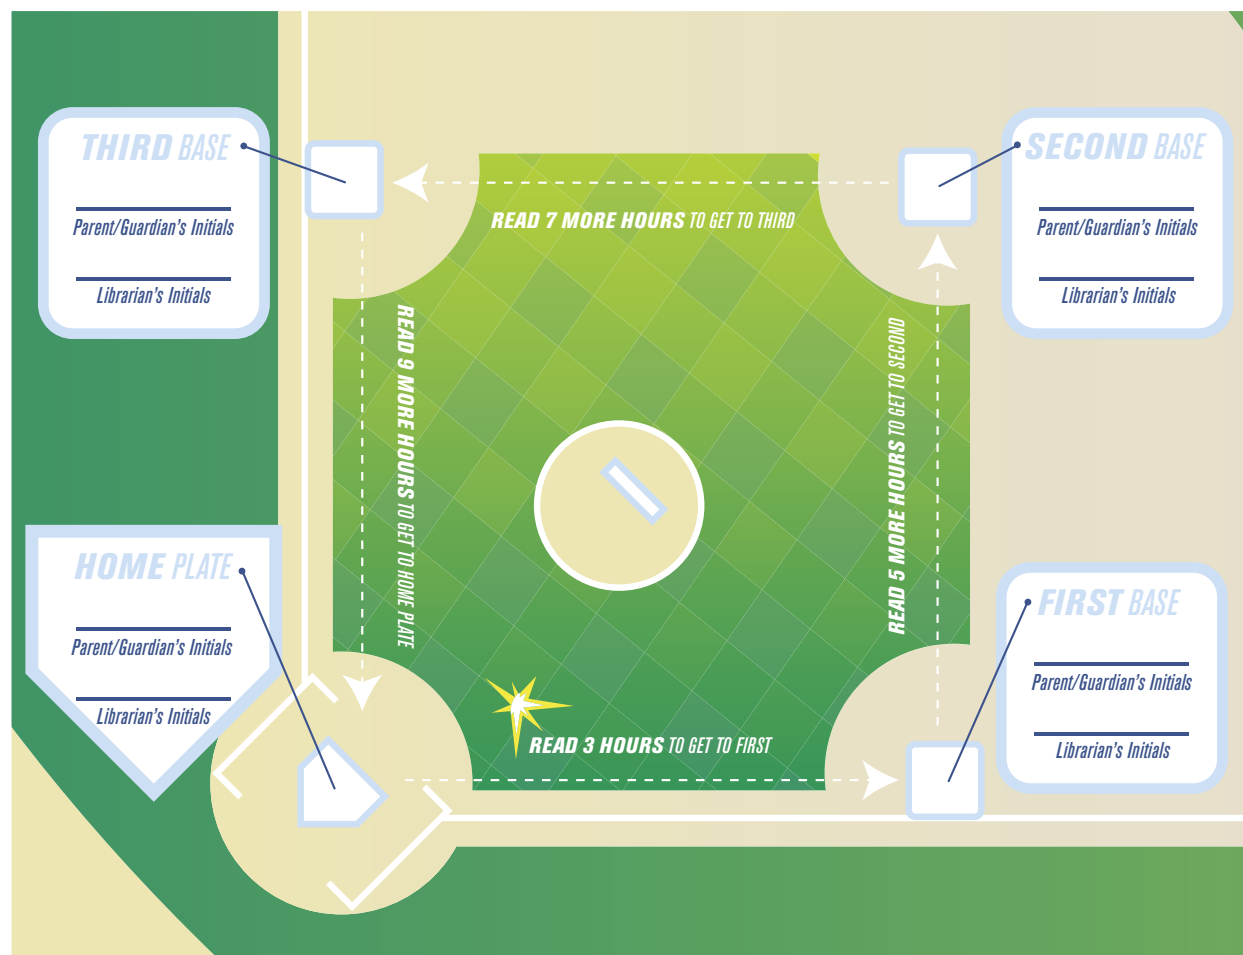 THIRD BASE
Parent/Guardian's Initials
Librarian's Initials
SECOND BASE
Parent/Guardian's Initials
Librarian's Initials
READ 7 MORE HOURS TO GET TO THIRD
READ 9 MORE HOURS TO GET TO HOME PLATE
READ 5 MORE HOURS TO GET TO SECOND
HOME PLATE
Parent/Guardian's Initials
Librarian's Initials
FIRST BASE
Parent/Guardian's Initials
Librarian's Initials
READ 3 HOURS TO GET TO FIRST